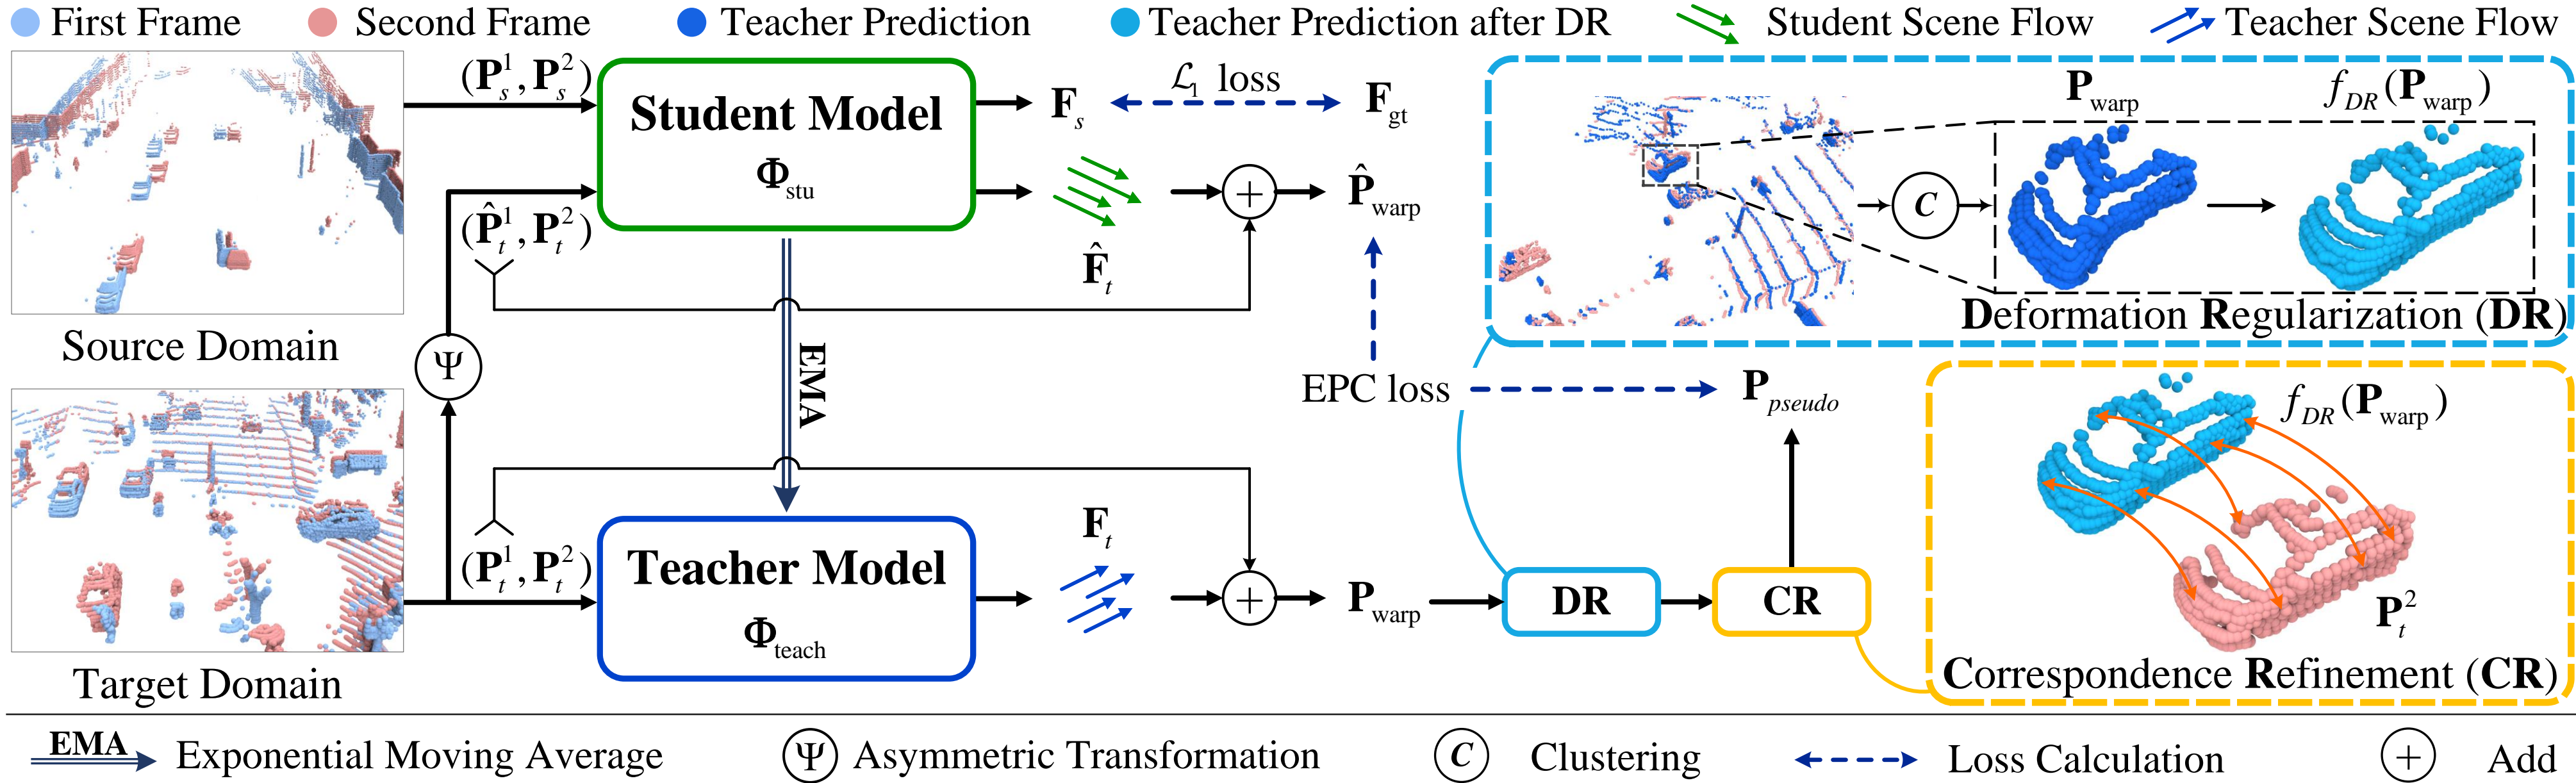 First Frame
Second Frame
Teacher Prediction
Teacher Prediction after DR
Student Scene Flow
Teacher Scene Flow
(P_s^1, P_s^2)
Student Model
Φ_stu
F_s
ℒ_1 loss
F_gt
(P̂_t^1, P_t^2)
F̂_t
+
P̂_warp
Source Domain
Ψ
EMA
EPC loss
P_pseudo
C
P_warp
f_DR(P_warp)
Deformation Regularization (DR)
(P_t^1, P_t^2)
Teacher Model
Φ_teach
F_t
+
P_warp
DR
CR
Target Domain
f_DR(P_warp)
P_t^2
Correspondence Refinement (CR)
EMA
Exponential Moving Average
Ψ
Asymmetric Transformation
C
Clustering
Loss Calculation
+
Add